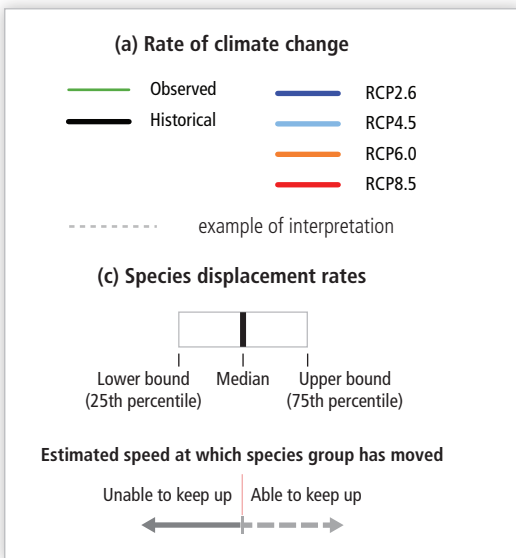 (a) Rate of climate change
Observed
Historical
RCP2.6
RCP4.5
RCP6.0
RCP8.5
example of interpretation
(c) Species displacement rates
Lower bound
(25th percentile)
Median
Upper bound
(75th percentile)
Estimated speed at which species group has moved
Unable to keep up
Able to keep up